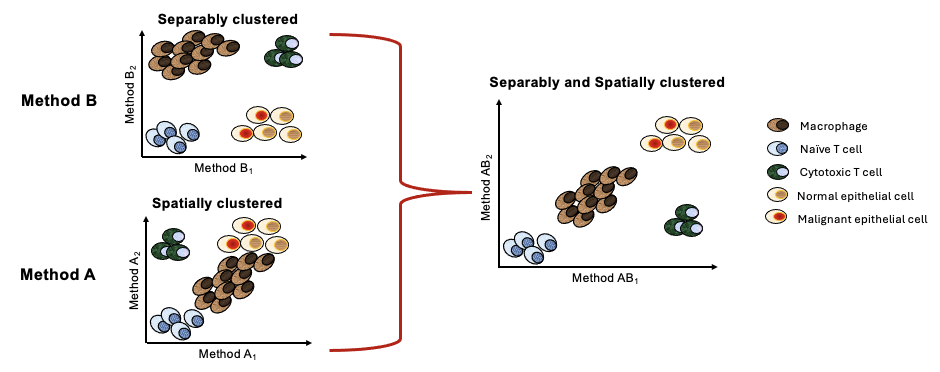 Separably clustered
Method B
Method B2
Method B1
Spatially clustered
Method A
Method A2
Method A1
Separably and Spatially clustered
Method AB2
Method AB1
Macrophage
Naïve T cell
Cytotoxic T cell
Normal epithelial cell
Malignant epithelial cell